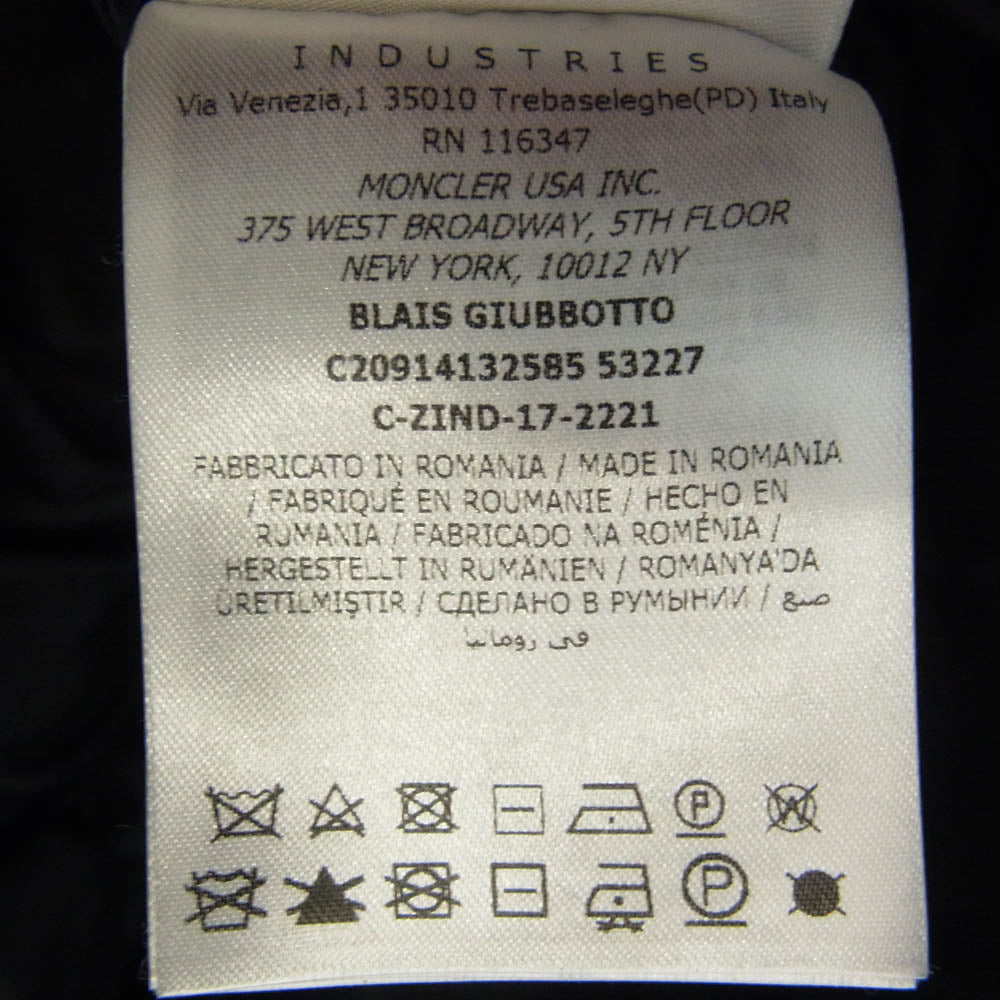 INDUSTRIES
Via Venezia,1 35010 Trebaseleghe(PD) Italy
RN 116347
MONCLER USA INC.
375 WEST BROADWAY, 5TH FLOOR
NEW YORK, 10012 NY
BLAIS GIUBBOTTO
C20914132585 53227
C-ZIND-17-2221
FABBRICATO IN ROMANIA / MADE IN ROMANIA
/ FABRIQUÉ EN ROUMANIE / HECHO EN
RUMANIA / FABRICADO NA ROMÉNIA /
HERGESTELLT IN RUMÄNIEN / ROMANYA'DA
ÜRETILMIŞTIR / СДЕЛАНО В РУМЫНИИ / صنع
في رومانيا
P W
P